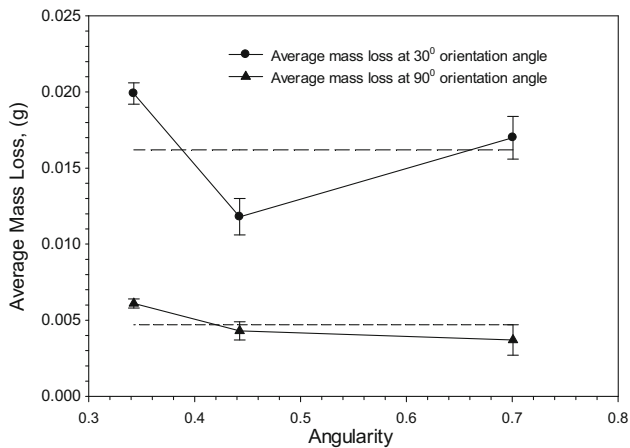 0.025
0.020
0.015
0.010
0.005
0.000
Average Mass Loss, (g)
Average mass loss at 30⁰ orientation angle
Average mass loss at 90⁰ orientation angle
0.3 0.4 0.5 0.6 0.7 0.8
Angularity